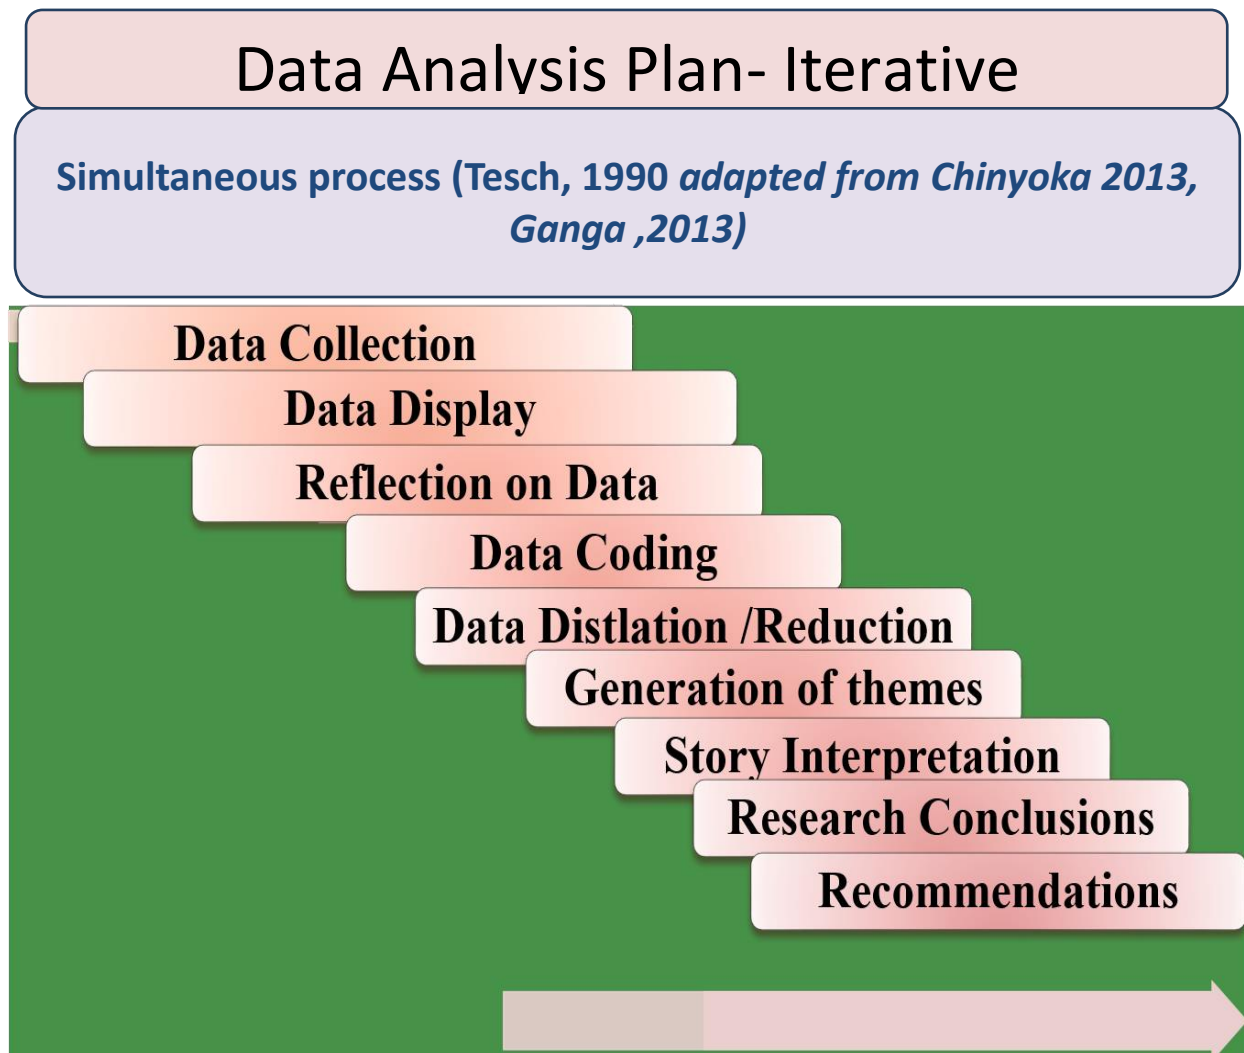 Data Analysis Plan- Iterative
Simultaneous process (Tesch, 1990 adapted from Chinyoka 2013,
Ganga ,2013)
Data Collection
Data Display
Reflection on Data
Data Coding
Data Distlation /Reduction
Generation of themes
Story Interpretation
Research Conclusions
Recommendations